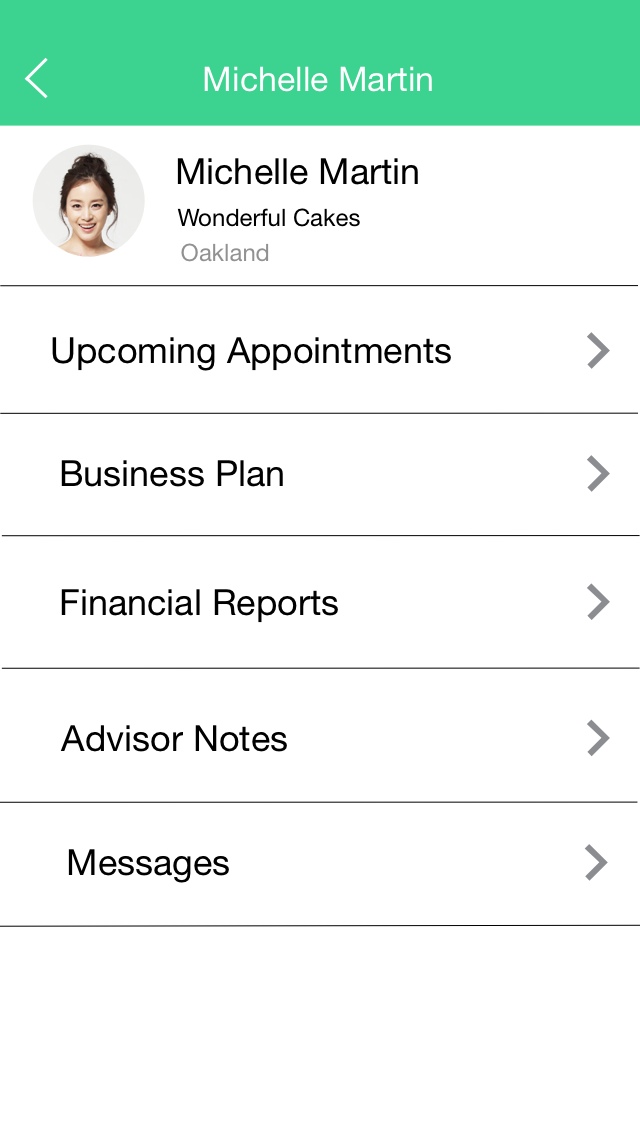 Michelle Martin
Michelle Martin
Wonderful Cakes
Oakland
Upcoming Appointments
Business Plan
Financial Reports
Advisor Notes
Messages